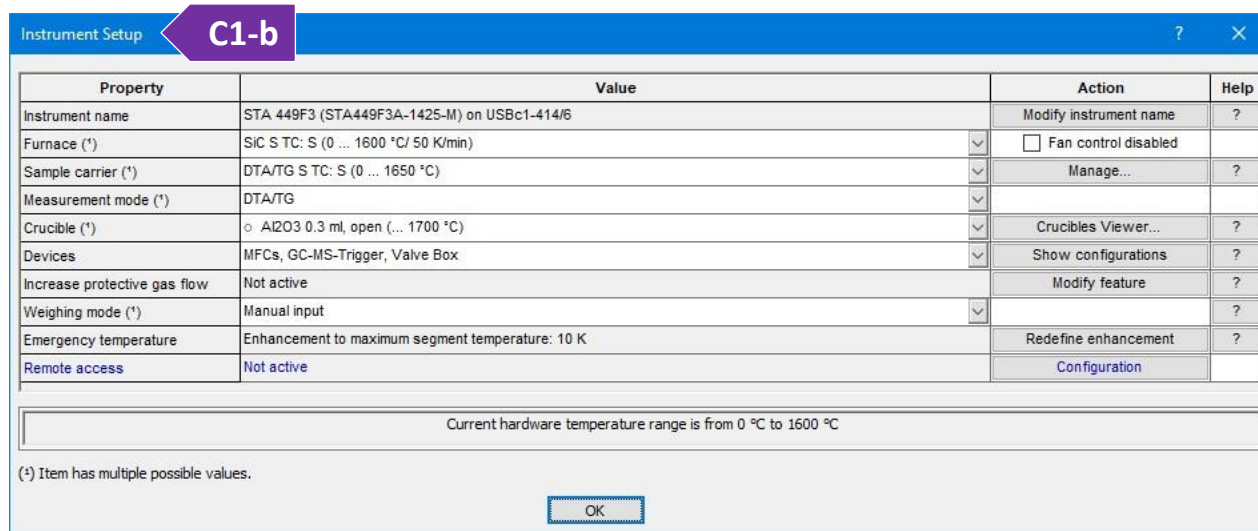 Instrument Setup
C1-b
?
×
Property Value Action Help
Instrument name STA 449F3 (STA449F3A-1425-M) on USBc1-414/6 Modify instrument name ?
Furnace (¹) SiC S TC: S (0 ... 1600 °C/ 50 K/min) Fan control disabled
Sample carrier (¹) DTA/TG S TC: S (0 ... 1650 °C) Manage... ?
Measurement mode (¹) DTA/TG
Crucible (¹) ○ Al2O3 0.3 ml, open (... 1700 °C) Crucibles Viewer... ?
Devices MFCs, GC-MS-Trigger, Valve Box Show configurations ?
Increase protective gas flow Not active Modify feature ?
Weighing mode (¹) Manual input ?
Emergency temperature Enhancement to maximum segment temperature: 10 K Redefine enhancement ?
Remote access Not active Configuration
Current hardware temperature range is from 0 °C to 1600 °C
(¹) Item has multiple possible values.
OK